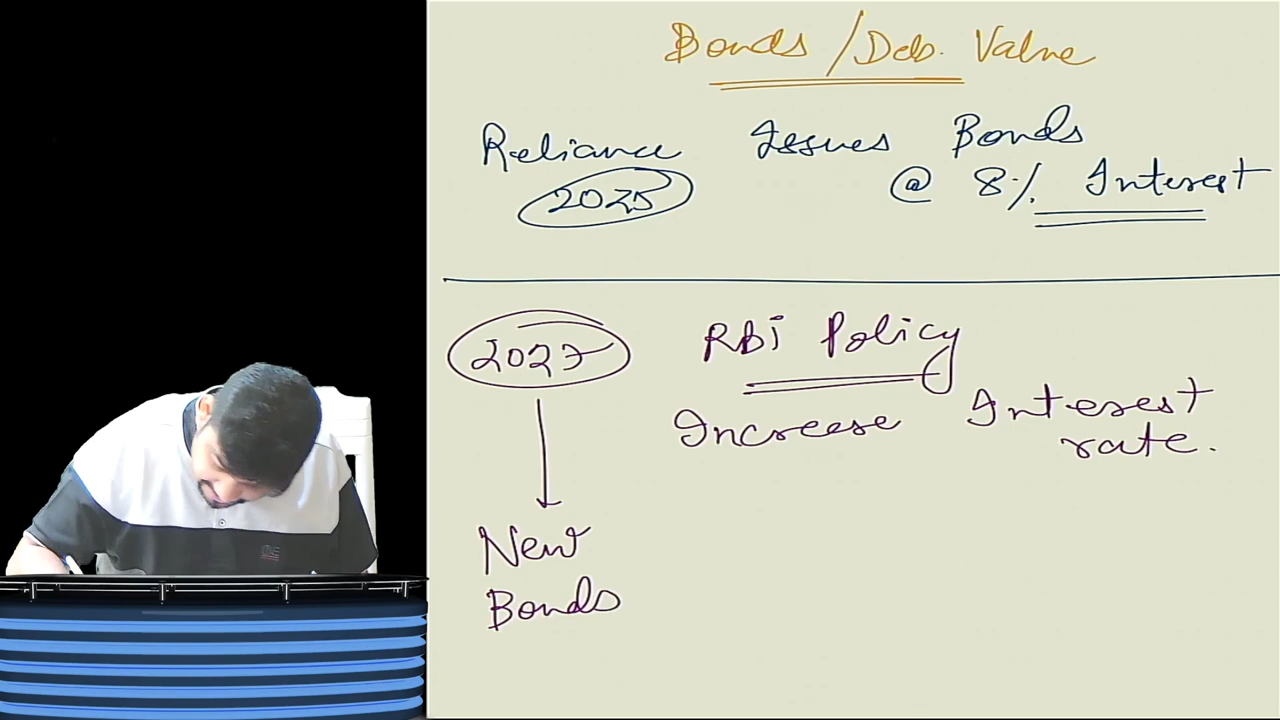 Bonds / Deb. Value
Reliance Issues Bonds
2025 @ 8% Interest
2027 RBi Policy
Increase Interest
rate.
New
Bonds